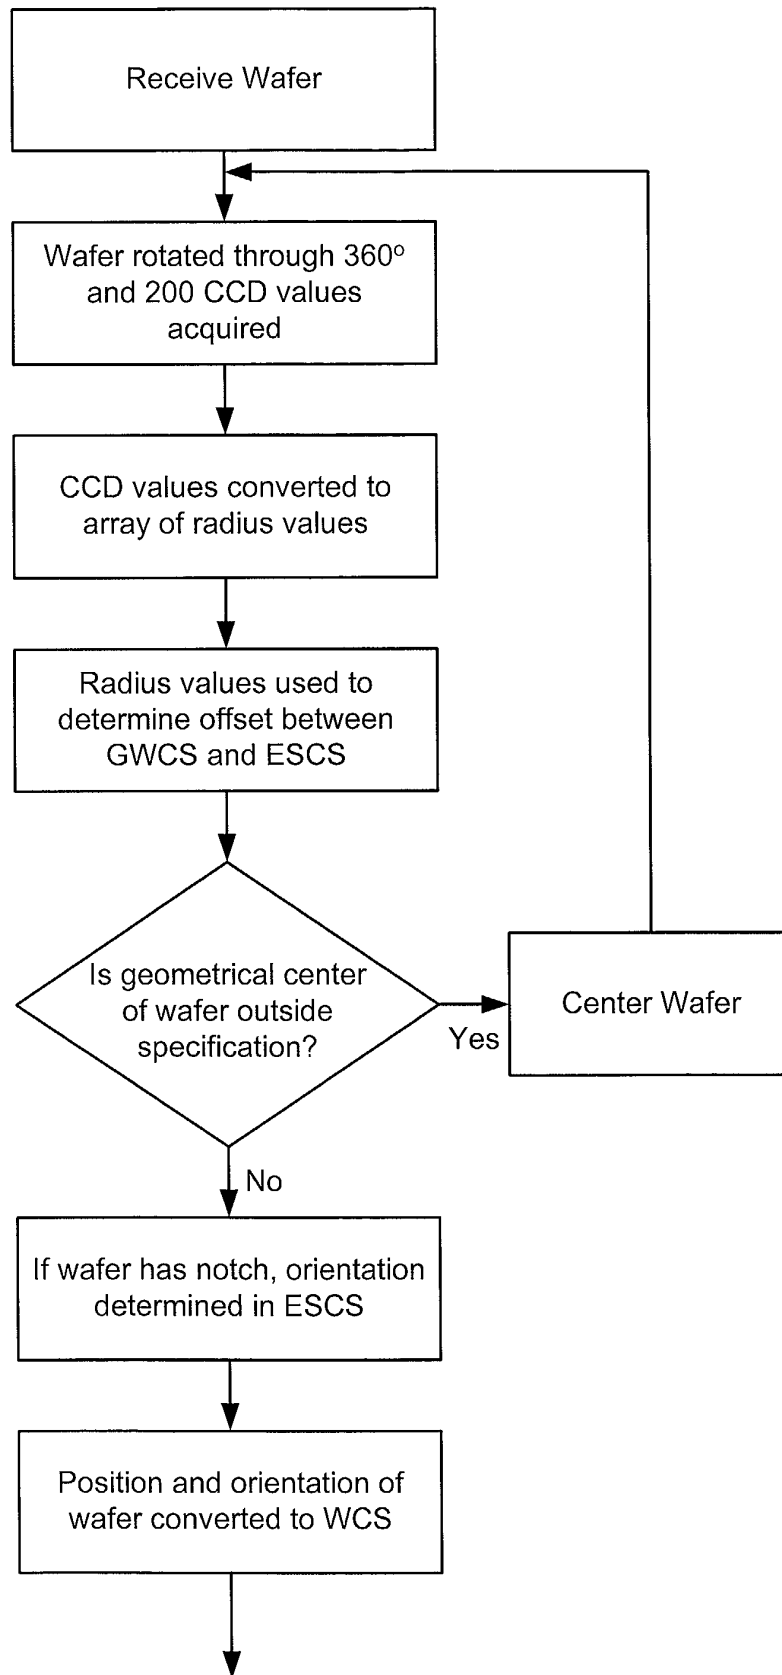 Receive Wafer
Wafer rotated through 360º
and 200 CCD values
acquired
CCD values converted to
array of radius values
Radius values used to
determine offset between
GWCS and ESCS
Is geometrical center
of wafer outside
specification?
Yes
Center Wafer
No
If wafer has notch, orientation
determined in ESCS
Position and orientation of
wafer converted to WCS